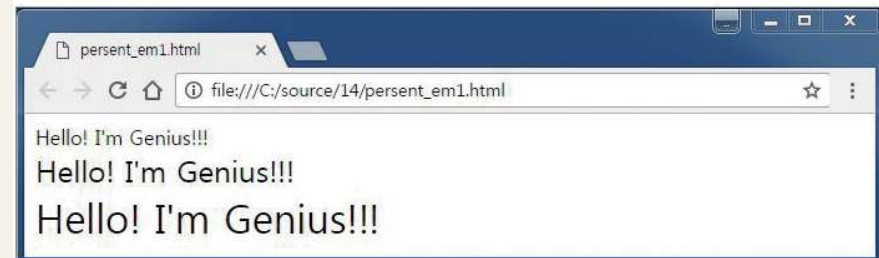 persent_em1.html
file:///C:/source/14/persent_em1.html
Hello! I'm Genius!!!
Hello! I'm Genius!!!
Hello! I'm Genius!!!